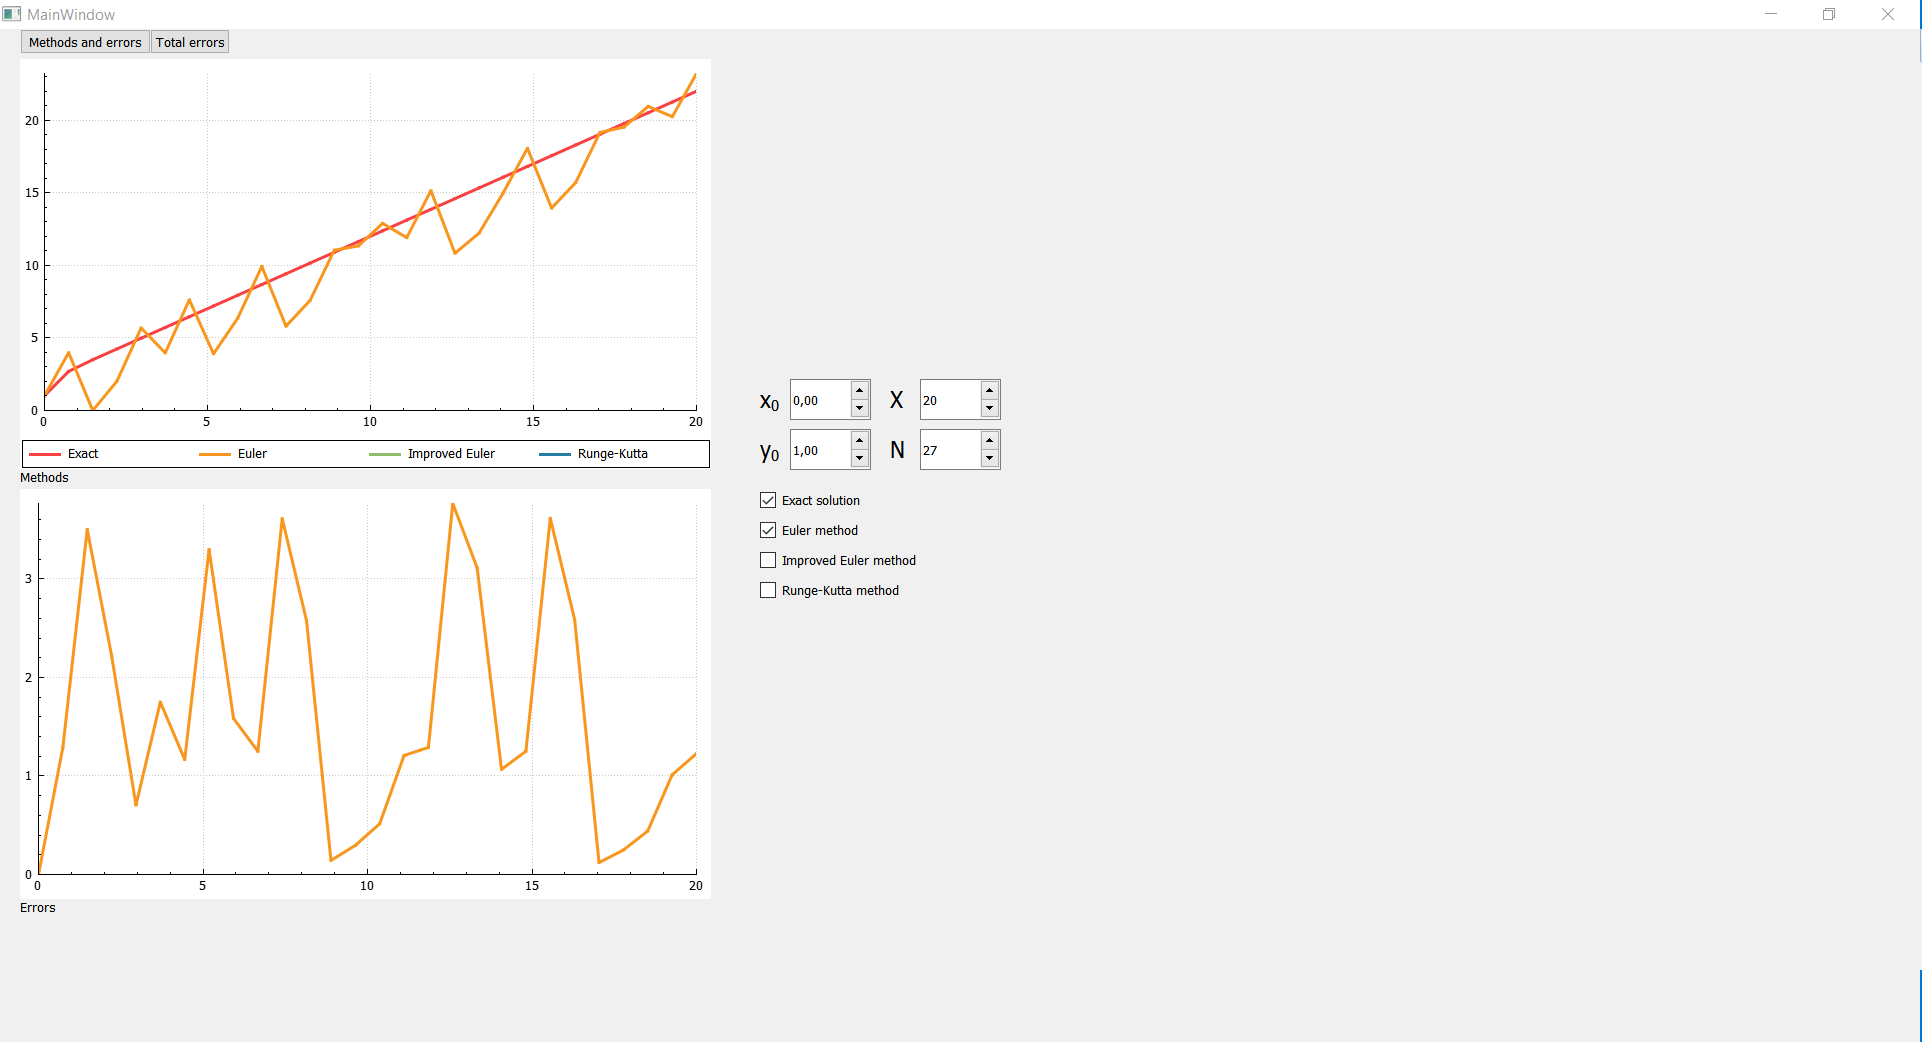 MainWindow
Methods and errors Total errors
20
15
10
5
0
0 5 10 15 20
Exact Euler Improved Euler Runge-Kutta
Methods
3
2
1
0
0 5 10 15 20
Errors
x0 0,00 X 20
y0 1,00 N 27
Exact solution
Euler method
Improved Euler method
Runge-Kutta method